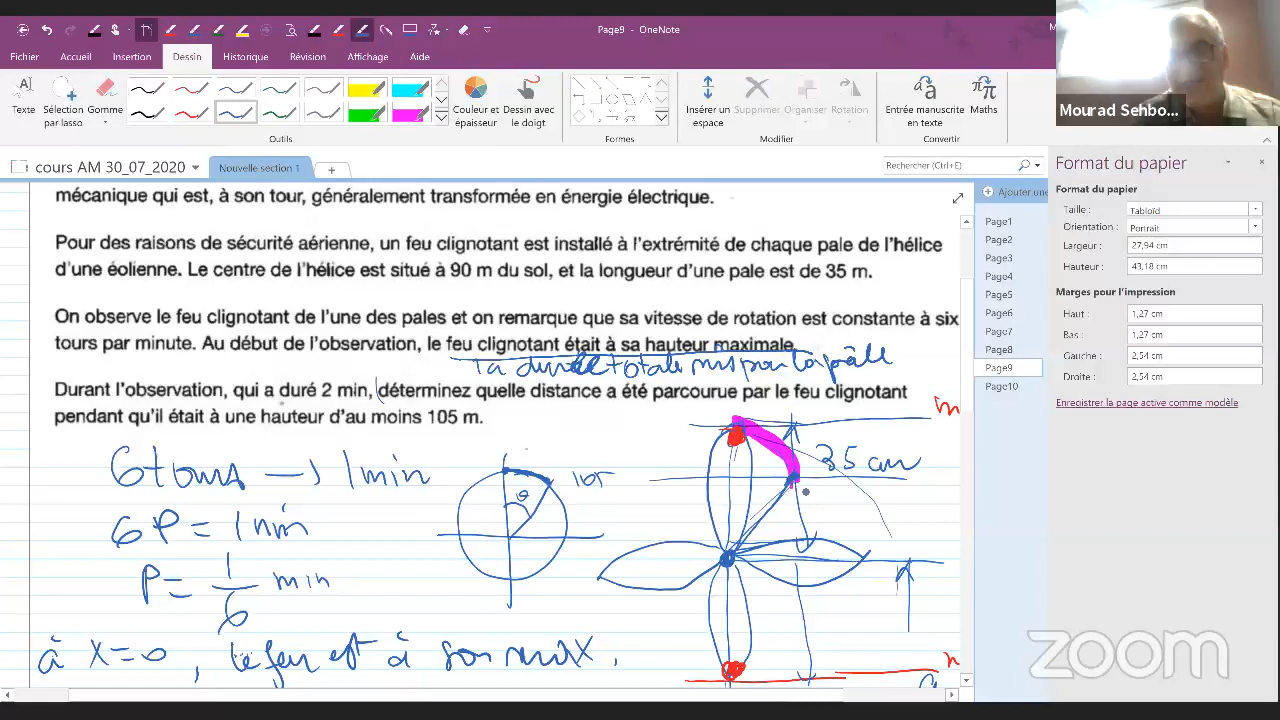 Page9 - OneNote
Fichier Accueil Insertion Dessin Historique Révision Affichage Aide
Texte Sélection par lasso Gomme Couleur et épaisseur Dessin avec le doigt Insérer un espace Supprimer Organiser Rotation Entrée manuscrite en texte Maths
Outils Formes Modifier Convertir
Mourad Sehbo...
cours AM 30_07_2020 Nouvelle section 1 + Rechercher (Ctrl+E)
Format du papier
Ajouter une
Page1
Page2
Page3
Page4
Page5
Page6
Page7
Page8
Page9
Page10
Format du papier
Taille : Tabloïd
Orientation : Portrait
Largeur : 27,94 cm
Hauteur : 43,18 cm
Marges pour l'impression
Haut : 1,27 cm
Bas : 1,27 cm
Gauche : 2,54 cm
Droite : 2,54 cm
Enregistrer la page active comme modèle
mécanique qui est, à son tour, généralement transformée en énergie électrique.
Pour des raisons de sécurité aérienne, un feu clignotant est installé à l'extrémité de chaque pale de l'hélice
d'une éolienne. Le centre de l'hélice est situé à 90 m du sol, et la longueur d'une pale est de 35 m.
On observe le feu clignotant de l'une des pales et on remarque que sa vitesse de rotation est constante à six
tours par minute. Au début de l'observation, le feu clignotant était à sa hauteur maximale.
la durée totale mis pour la pâle
Durant l'observation, qui a duré 2 min, déterminez quelle distance a été parcourue par le feu clignotant
pendant qu'il était à une hauteur d'au moins 105 m.
6 tours → 1 min
6P = 1 min
P = 1/6 min
à x=0, le feu est à son max.
θ
105
35 cm
zoom